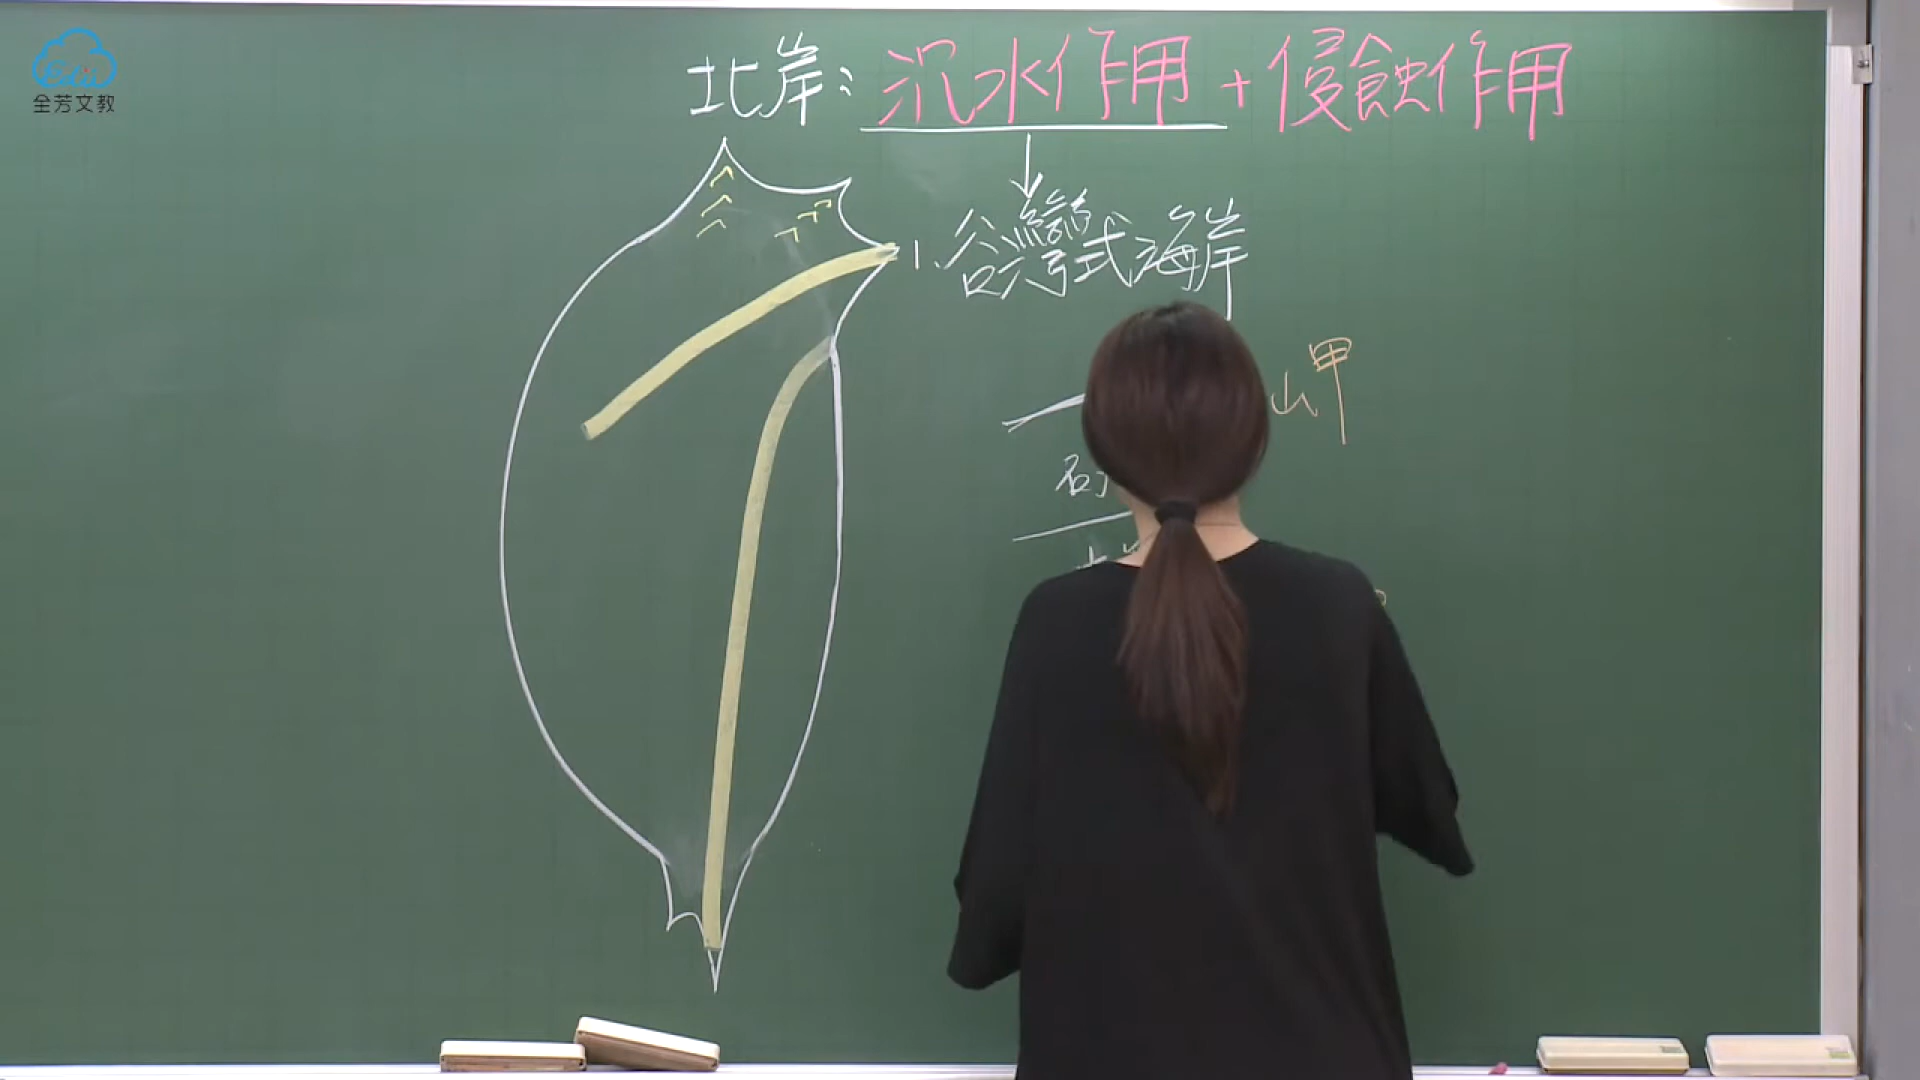 全芳文教
北岸：沉水作用+侵蝕作用
1.谷灣式海岸
岬